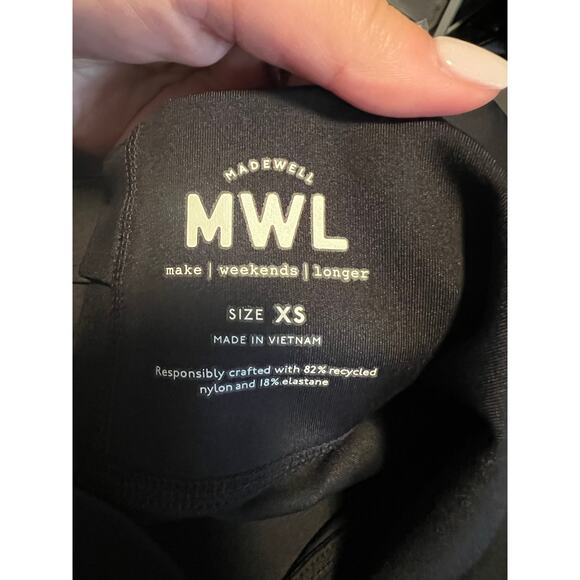 MADEWELL
MWL
make | weekends | longer
SIZE XS
MADE IN VIETNAM
Responsibly crafted with 82% recycled
nylon and 18% elastane